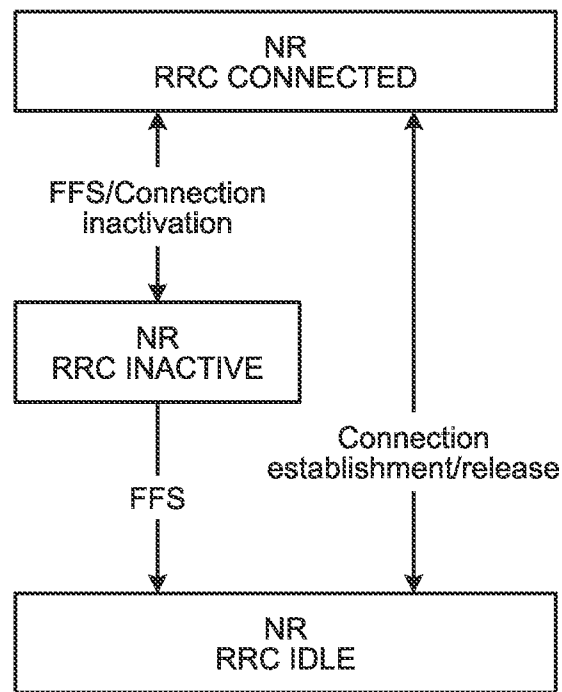 NR
RRC CONNECTED
FFS/Connection
inactivation
NR
RRC INACTIVE
Connection
establishment/release
FFS
NR
RRC IDLE